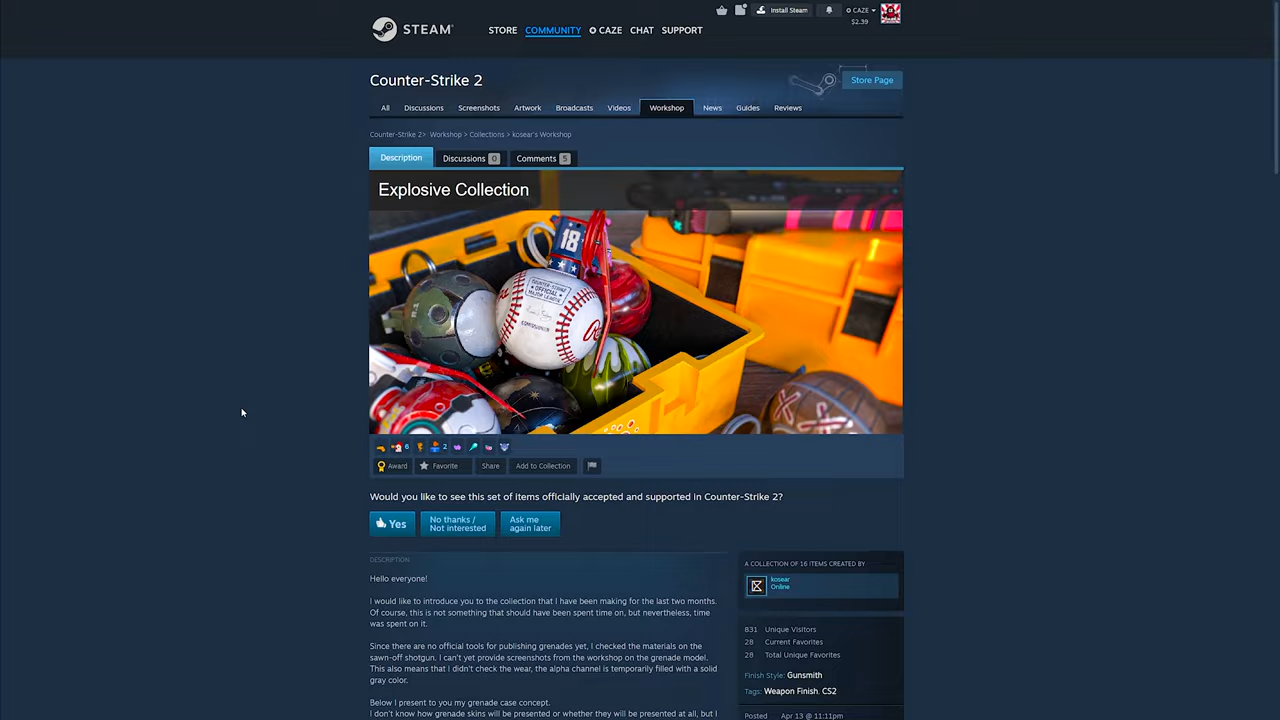 Install Steam
O CAZE
$2.39
STEAM
STORE COMMUNITY O CAZE CHAT SUPPORT
Counter-Strike 2
Store Page
All Discussions Screenshots Artwork Broadcasts Videos Workshop News Guides Reviews
Counter-Strike 2> Workshop > Collections > kosear's Workshop
Description Discussions 0 Comments 5
Explosive Collection
18
COUNTER-STRIKE
OFFICIAL
MAJOR LEAGUE
COMMISSIONER
6 2
Award Favorite Share Add to Collection
Would you like to see this set of items officially accepted and supported in Counter-Strike 2?
Yes
No thanks /
Not interested
Ask me
again later
DESCRIPTION
Hello everyone!
I would like to introduce you to the collection that I have been making for the last two months.
Of course, this is not something that should have been spent time on, but nevertheless, time
was spent on it.
Since there are no official tools for publishing grenades yet, I checked the materials on the
sawn-off shotgun. I can't yet provide screenshots from the workshop on the grenade model.
This also means that I didn't check the wear, the alpha channel is temporarily filled with a solid
gray color.
Below I present to you my grenade case concept.
I don't know how grenade skins will be presented or whether they will be presented at all, but I
A COLLECTION OF 16 ITEMS CREATED BY
kosear
Online
831 Unique Visitors
28 Current Favorites
28 Total Unique Favorites
Finish Style: Gunsmith
Tags: Weapon Finish, CS2
Posted Apr 13 @ 11:11pm